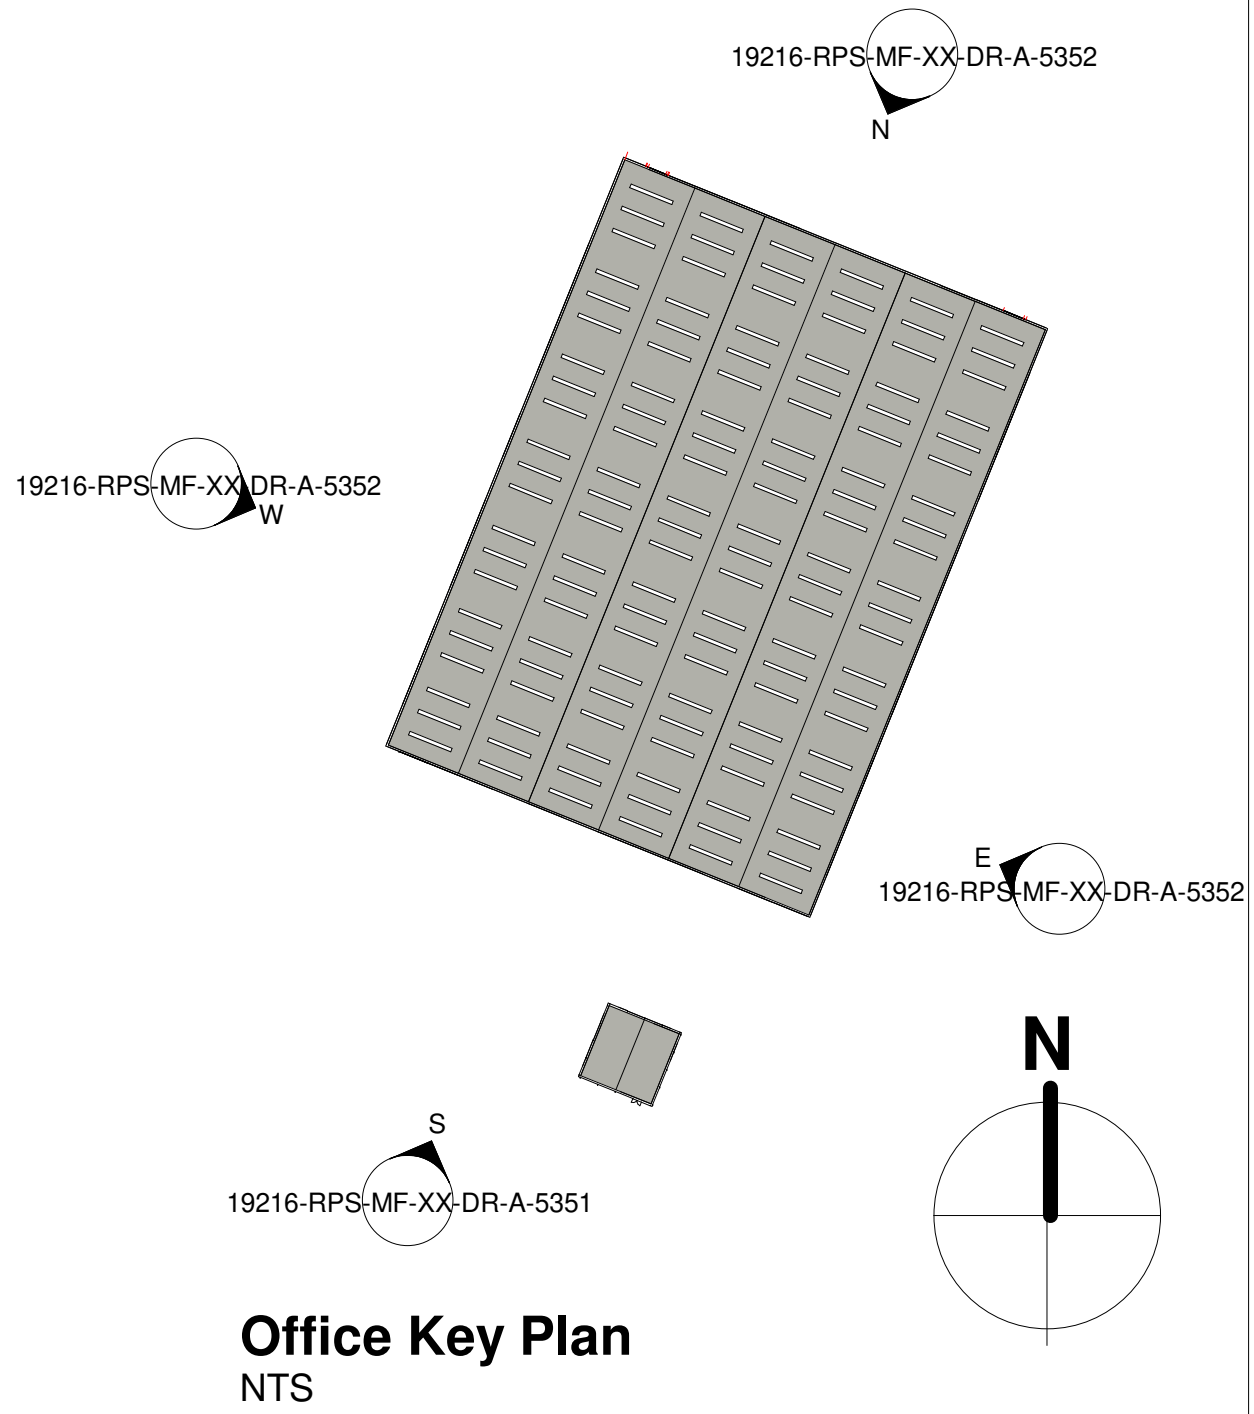 19216-RPS-MF-XX-DR-A-5352
N
19216-RPS-MF-XX-DR-A-5352
W
E
19216-RPS-MF-XX-DR-A-5352
N
S
19216-RPS-MF-XX-DR-A-5351
Office Key Plan
NTS